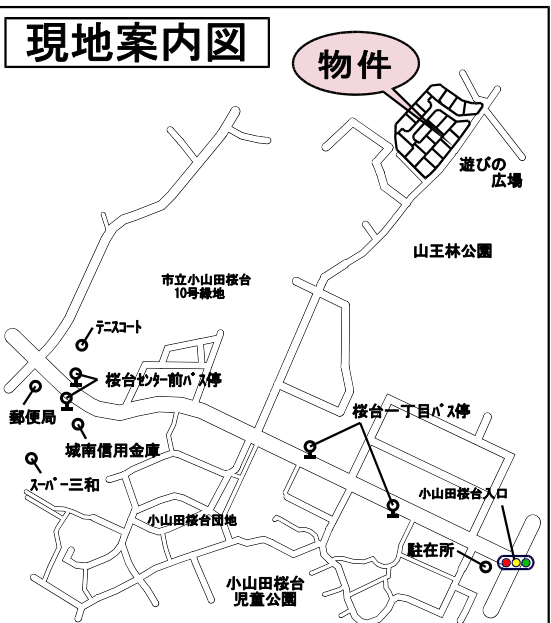 現地案内図
物件
遊びの
広場
山王林公園
市立小山田桜台
10号緑地
ﾃﾆｽｺｰﾄ
桜台ｾﾝﾀｰ前ﾊﾞｽ停
郵便局
桜台一丁目ﾊﾞｽ停
城南信用金庫
ｽｰﾊﾟｰ三和
小山田桜台入口
小山田桜台団地
駐在所
小山田桜台
児童公園